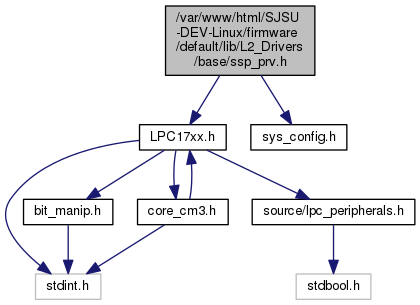 /var/www/html/SJSU
-DEV-Linux/firmware
/default/lib/L2_Drivers
/base/ssp_prv.h
LPC17xx.h
sys_config.h
bit_manip.h
core_cm3.h
source/lpc_peripherals.h
stdint.h
stdbool.h